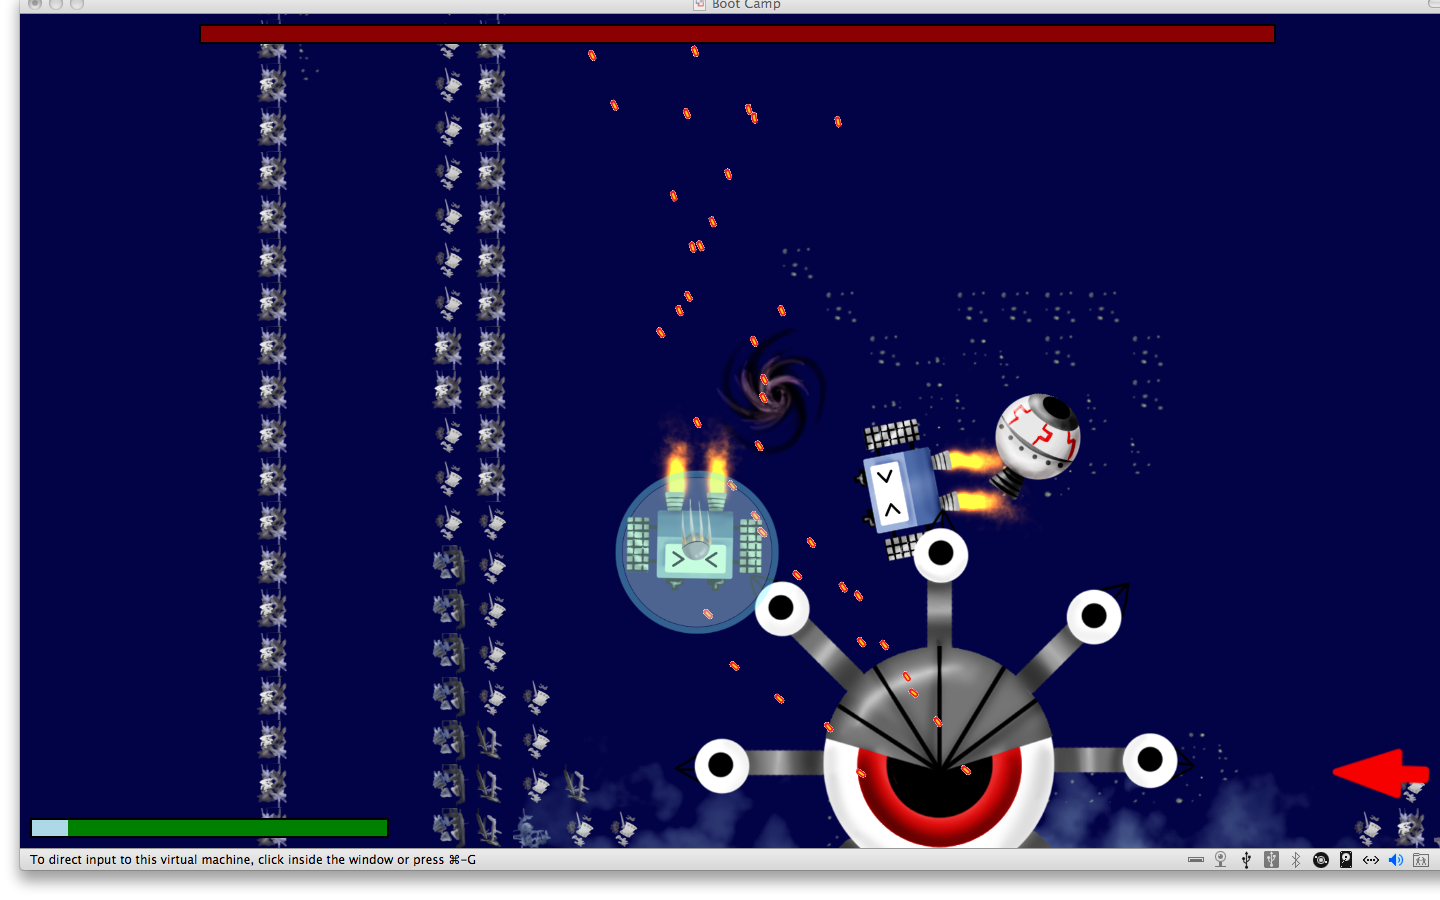 Boot Camp
To direct input to this virtual machine, click inside the window or press ⌘-G